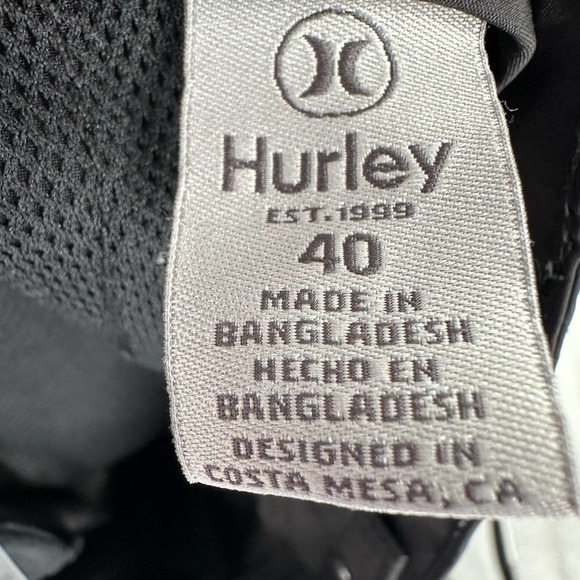 Hurley
EST.1999
40
MADE IN
BANGLADESH
HECHO EN
BANGLADESH
DESIGNED IN
COSTA MESA, CA